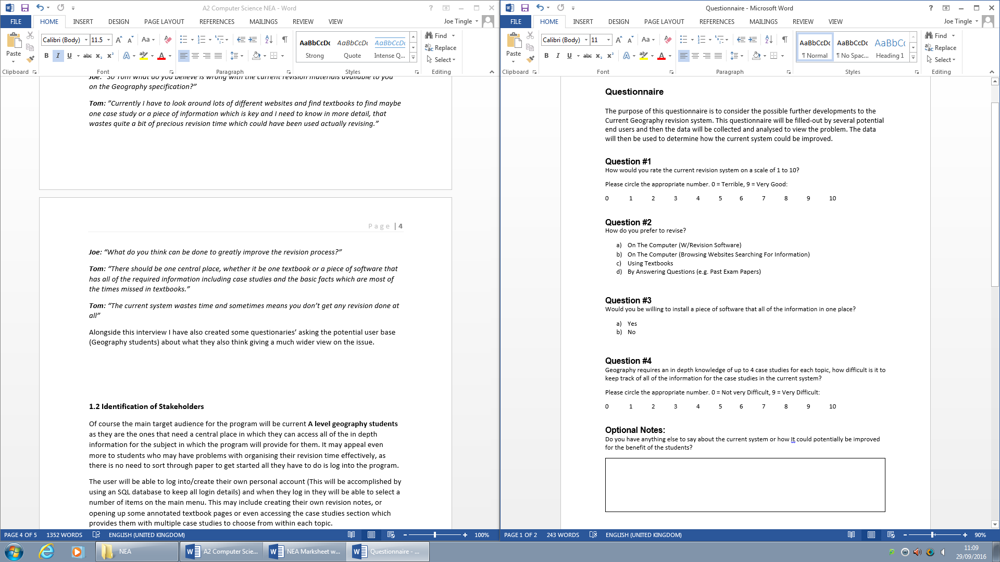 A2 Computer Science NEA - Word
FILE HOME INSERT DESIGN PAGE LAYOUT REFERENCES MAILINGS REVIEW VIEW Joe Tingle
Calibri (Body) 11.5
Paste
Clipboard Font Paragraph Styles Editing
AaBbCcDc AaBbCcDc AaBbCcDc
Strong Quote Intense Q...
Find
Replace
Select
Joe: “So Tom what do you believe is wrong with the current revision materials available to you
on the Geography specification?”
Tom: ”Currently I have to look around lots of different websites and find textbooks to find maybe
one case study or a piece of information which is key and I need to know in more detail, that
wastes quite a bit of precious revision time which could have been used actually revising.”
Page | 4
Joe: “What do you think can be done to greatly improve the revision process?”
Tom: “There should be one central place, whether it be one textbook or a piece of software that
has all of the required information including case studies and the basic facts which are most of
the times missed in textbooks.”
Tom: “The current system wastes time and sometimes means you don’t get any revision done at
all”
Alongside this interview I have also created some questionaries’ asking the potential user base
(Geography students) about what they also think giving a much wider view on the issue.
1.2 Identification of Stakeholders
Of course the main target audience for the program will be current A level geography students
as they are the ones that need a central place in which they can access all of the in depth
information for the subject in which the program will provide for them. It may appeal even
more to students who may have problems with organising their revision time effectively, as
there is no need to sort through paper to get started all they have to do is log into the program.
The user will be able to log into/create their own personal account (This will be accomplished by
using an SQL database to keep all login details) and when they log in they will be able to select a
number of items on the main menu. This may include creating their own revision notes, or
opening up some annotated textbook pages or even accessing the case studies section which
provides them with multiple case studies to choose from within each topic.
PAGE 4 OF 5 1352 WORDS ENGLISH (UNITED KINGDOM) 100%
Questionnaire - Microsoft Word
FILE HOME INSERT DESIGN PAGE LAYOUT REFERENCES MAILINGS REVIEW VIEW Joe Tingle
Calibri (Body) 11
Paste
Clipboard Font Paragraph Styles Editing
AaBbCcDc AaBbCcDc AaBbC
¶ Normal ¶ No Spac... Heading 1
Find
Replace
Select
Questionnaire
The purpose of this questionnaire is to consider the possible further developments to the
Current Geography revision system. This questionnaire will be filled-out by several potential
end users and then the data will be collected and analysed to view the problem. The data
will then be used to determine how the current system could be improved.
Question #1
How would you rate the current revision system on a scale of 1 to 10?
Please circle the appropriate number. 0 = Terrible, 9 = Very Good:
0 1 2 3 4 5 6 7 8 9 10
Question #2
How do you prefer to revise?
a) On The Computer (W/Revision Software)
b) On The Computer (Browsing Websites Searching For Information)
c) Using Textbooks
d) By Answering Questions (e.g. Past Exam Papers)
Question #3
Would you be willing to install a piece of software that all of the information in one place?
a) Yes
b) No
Question #4
Geography requires an in depth knowledge of up to 4 case studies for each topic, how difficult is it to
keep track of all of the information for the case studies in the current system?
Please circle the appropriate number. 0 = Not very Difficult, 9 = Very Difficult:
0 1 2 3 4 5 6 7 8 9 10
Optional Notes:
Do you have anything else to say about the current system or how It could potentially be improved
for the benefit of the students?
PAGE 1 OF 2 243 WORDS ENGLISH (UNITED KINGDOM) 90%
NEA A2 Computer Scie... NEA Marksheet w... Questionnaire - ...
11:09
29/09/2016